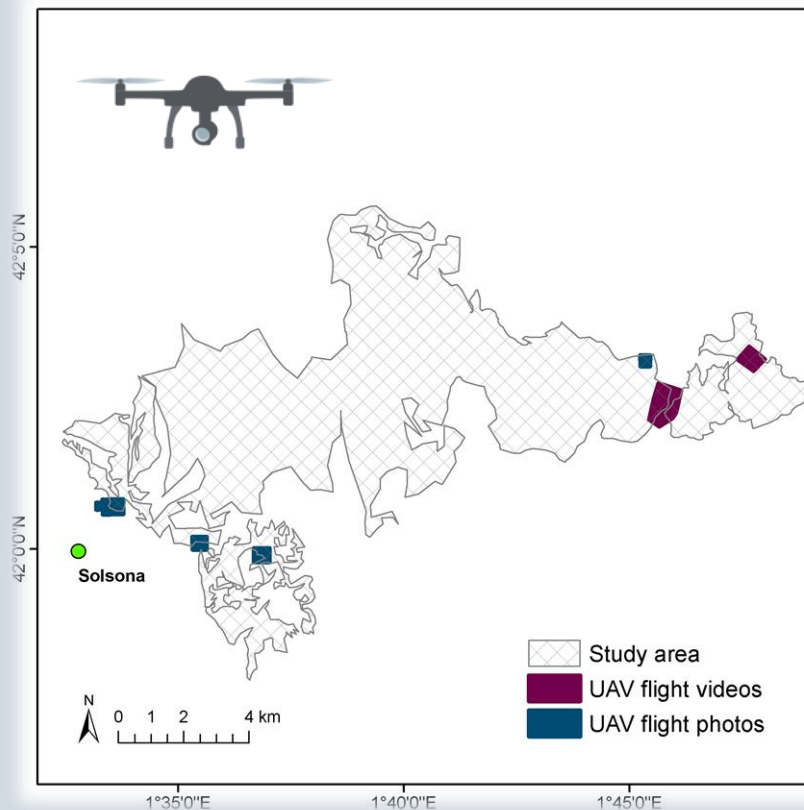 42°5'0"N
42°0'0"N
Solsona
N
0 1 2 4 km
Study area
UAV flight videos
UAV flight photos
1°35'0"E 1°40'0"E 1°45'0"E